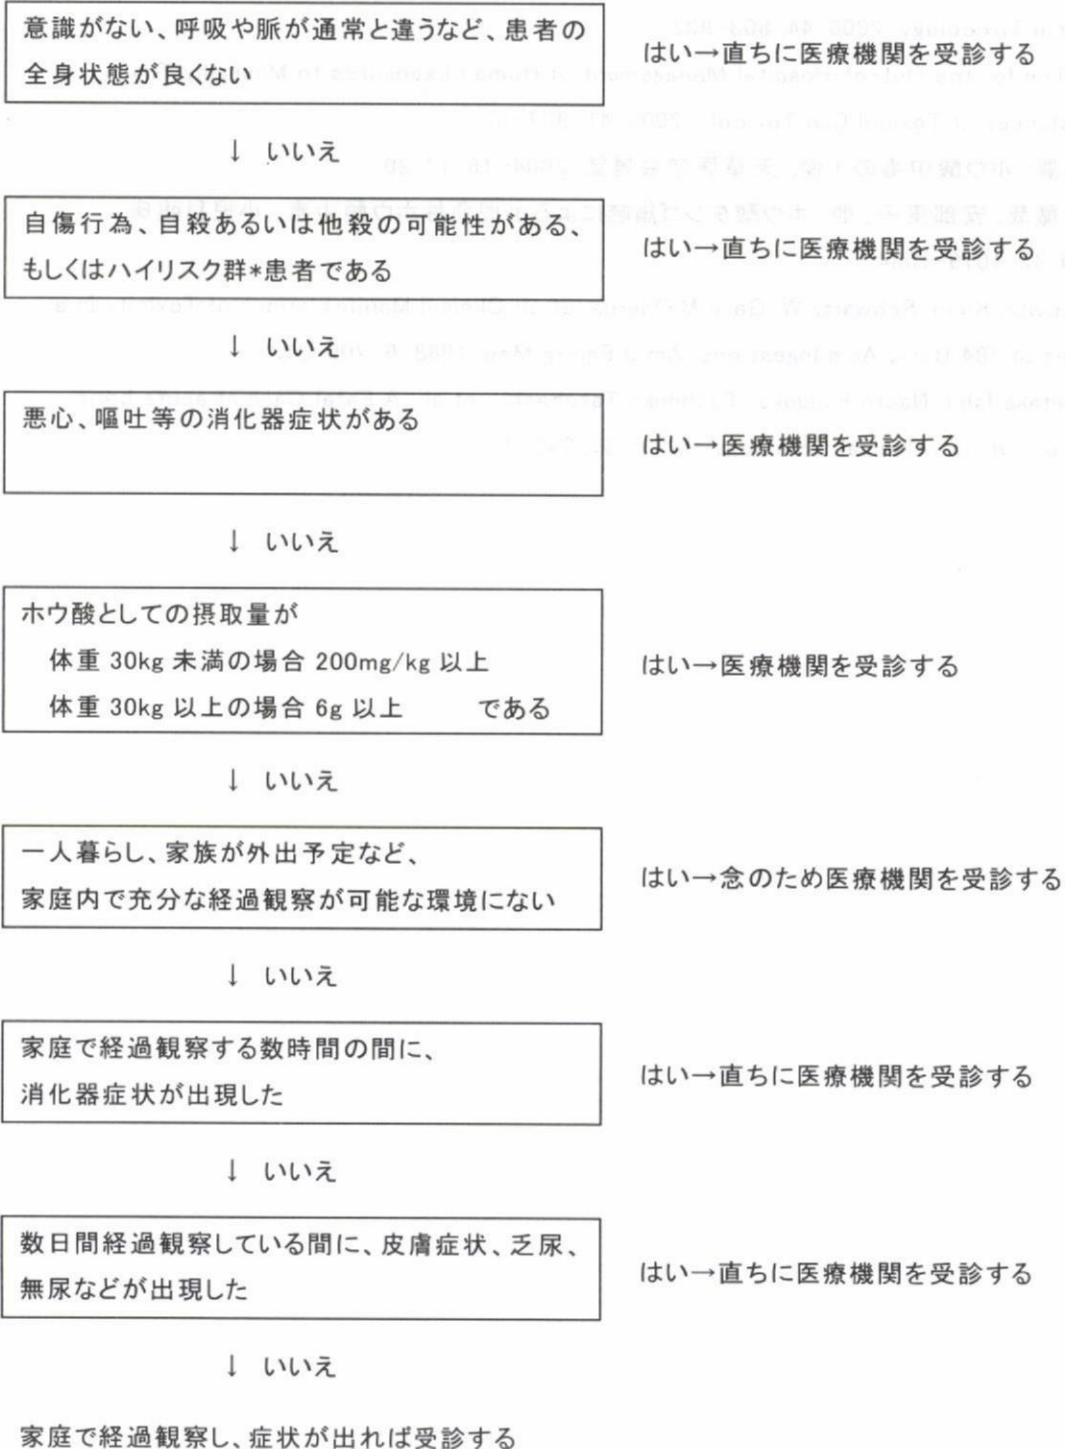 意識がない、呼吸や脈が通常と違うなど、患者の
全身状態が良くない
はい→直ちに医療機関を受診する
↓ いいえ
自傷行為、自殺あるいは他殺の可能性がある、
もしくはハイリスク群*患者である
はい→直ちに医療機関を受診する
↓ いいえ
悪心、嘔吐等の消化器症状がある
はい→医療機関を受診する
↓ いいえ
ホウ酸としての摂取量が
体重 30kg 未満の場合 200mg/kg 以上
体重 30kg 以上の場合 6g 以上 である
はい→医療機関を受診する
↓ いいえ
一人暮らし、家族が外出予定など、
家庭内で充分な経過観察が可能な環境にない
はい→念のため医療機関を受診する
↓ いいえ
家庭で経過観察する数時間の間に、
消化器症状が出現した
はい→直ちに医療機関を受診する
↓ いいえ
数日間経過観察している間に、皮膚症状、乏尿、
無尿などが出現した
はい→直ちに医療機関を受診する
↓ いいえ
家庭で経過観察し、症状が出れば受診する